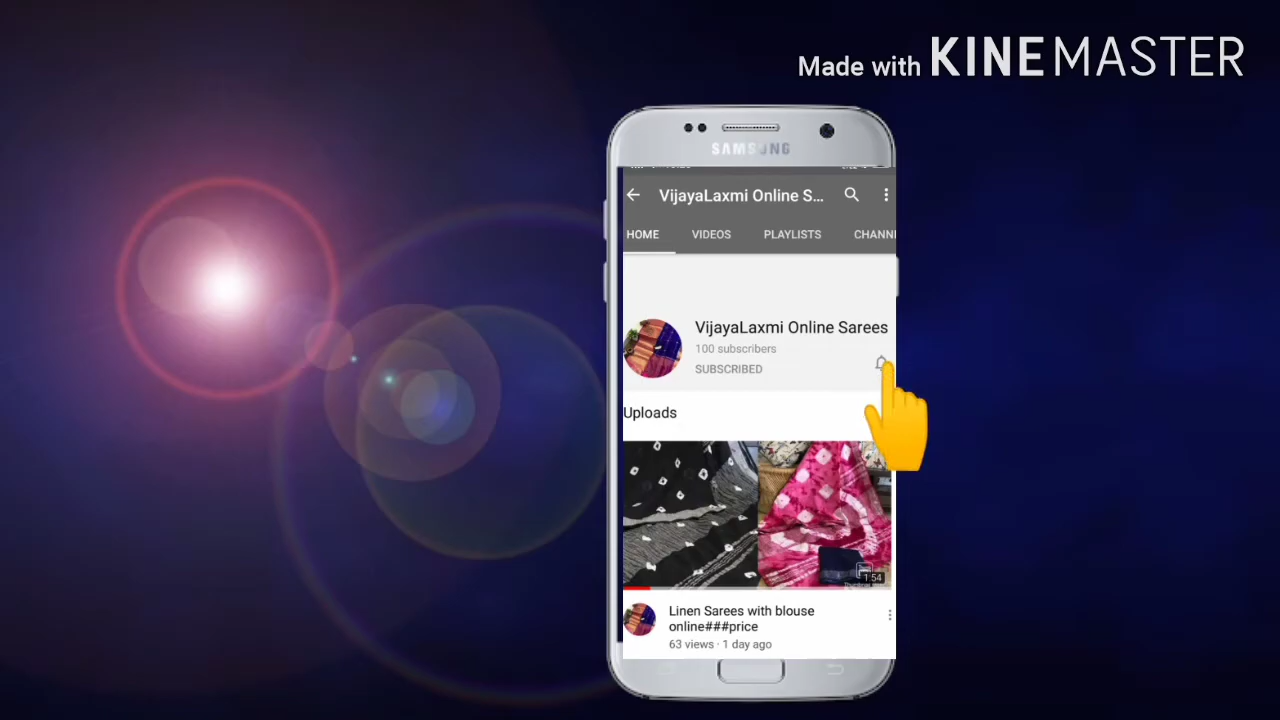 Made with KINEMASTER
SAMSUNG
VijayaLaxmi Online S...
HOME VIDEOS PLAYLISTS CHANN
VijayaLaxmi Online Sarees
100 subscribers
SUBSCRIBED
Uploads
1:54
Linen Sarees with blouse
online###price
63 views · 1 day ago